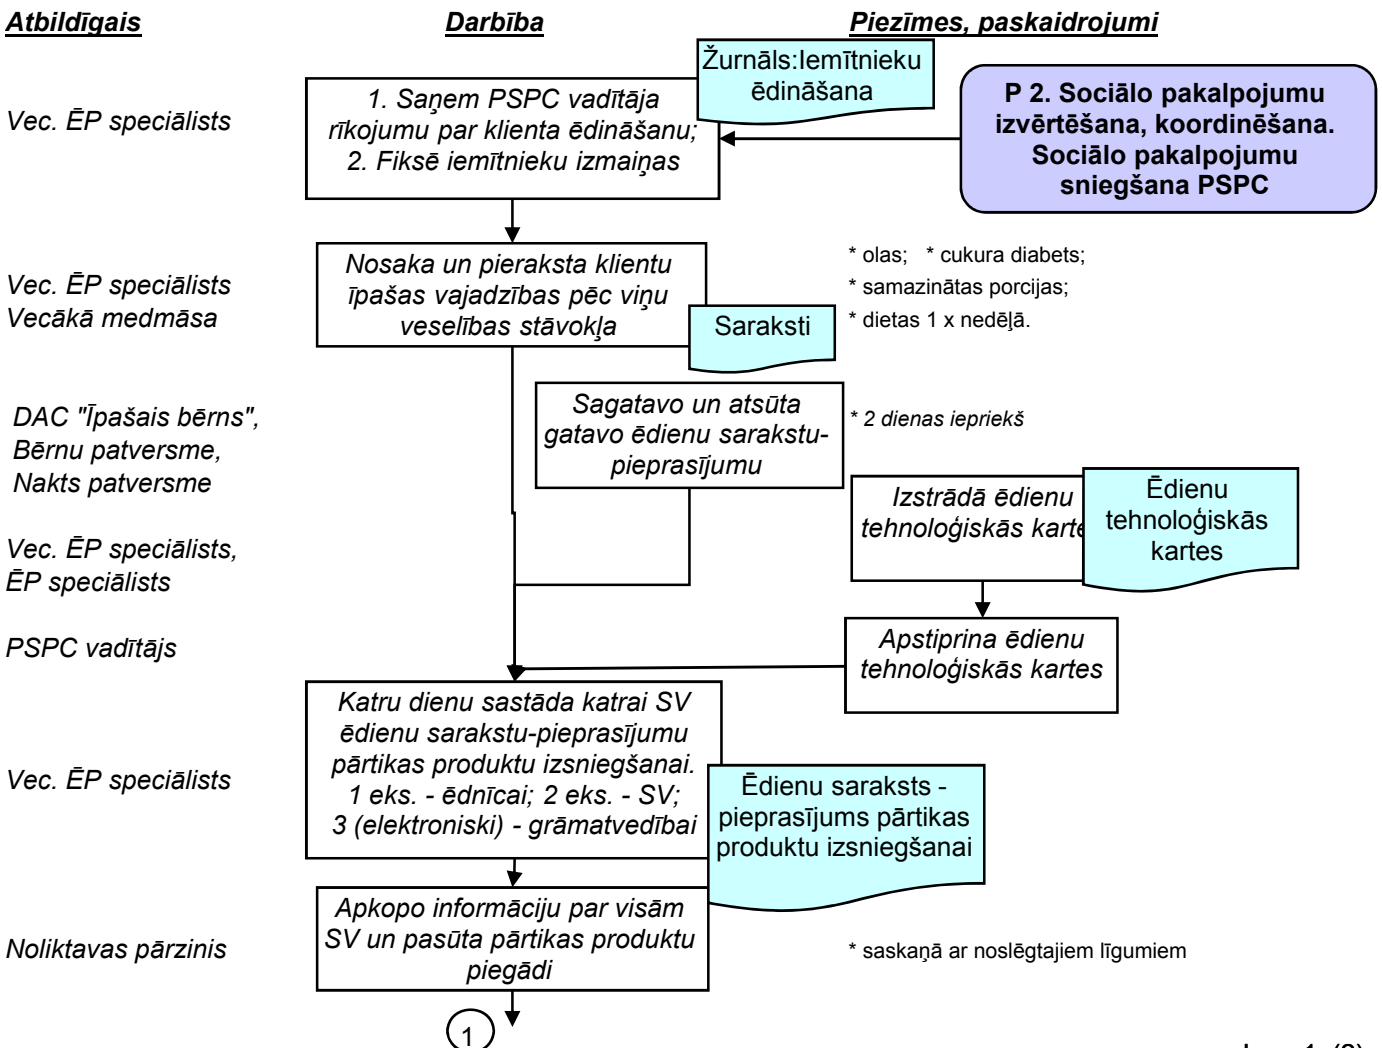 Atbildīgais
Darbība
Piezīmes, paskaidrojumi
Vec. ĒP speciālists
1. Saņem PSPC vadītāja
rīkojumu par klienta ēdināšanu;
2. Fiksē iemītnieku izmaiņas
Žurnāls:Iemītnieku
ēdināšana
P 2. Sociālo pakalpojumu
izvērtēšana, koordinēšana.
Sociālo pakalpojumu
sniegšana PSPC
Vec. ĒP speciālists
Vecākā medmāsa
Nosaka un pieraksta klientu
īpašas vajadzības pēc viņu
veselības stāvokļa
Saraksti
* olas;   * cukura diabets;
* samazinātas porcijas;
* dietas 1 x nedēļā.
DAC "Īpašais bērns",
Bērnu patversme,
Nakts patversme
Sagatavo un atsūta
gatavo ēdienu sarakstu-
pieprasījumu
* 2 dienas iepriekš
Vec. ĒP speciālists,
ĒP speciālists
Izstrādā ēdienu
tehnoloģiskās karte
Ēdienu
tehnoloģiskās
kartes
PSPC vadītājs
Apstiprina ēdienu
tehnoloģiskās kartes
Vec. ĒP speciālists
Katru dienu sastāda katrai SV
ēdienu sarakstu-pieprasījumu
pārtikas produktu izsniegšanai.
1 eks. - ēdnīcai; 2 eks. - SV;
3 (elektroniski) - grāmatvedībai
Ēdienu saraksts -
pieprasījums pārtikas
produktu izsniegšanai
Noliktavas pārzinis
Apkopo informāciju par visām
SV un pasūta pārtikas produktu
piegādi
* saskaņā ar noslēgtajiem līgumiem
1